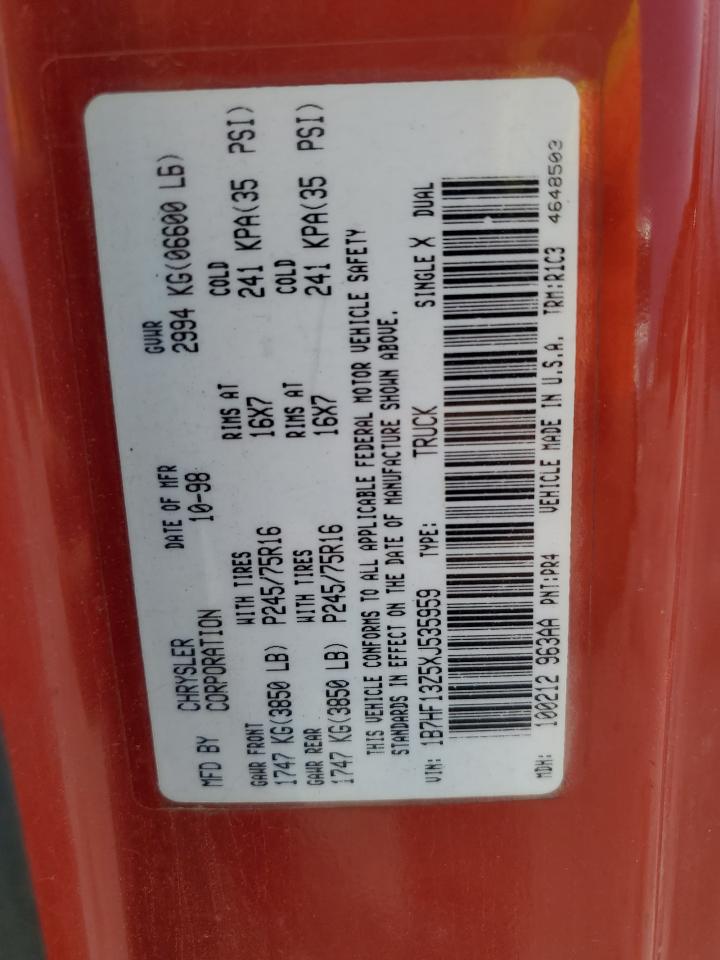 MFD BY CHRYSLER CORPORATION DATE OF MFR 10-98 GVWR 2994 KG(06600 LB)
GAWR FRONT WITH TIRES RIMS AT COLD
1747 KG(3850 LB) P245/75R16 16X7 241 KPA(35 PSI)
GAWR REAR WITH TIRES RIMS AT COLD
1747 KG(3850 LB) P245/75R16 16X7 241 KPA(35 PSI)
THIS VEHICLE CONFORMS TO ALL APPLICABLE FEDERAL MOTOR VEHICLE SAFETY
STANDARDS IN EFFECT ON THE DATE OF MANUFACTURE SHOWN ABOVE.
VIN: 1B7HF13Z5XJ535959 TYPE: TRUCK SINGLE X DUAL
MDH: 100212 963AA PNT:PR4 VEHICLE MADE IN U.S.A. TRM:R1C3 4648503